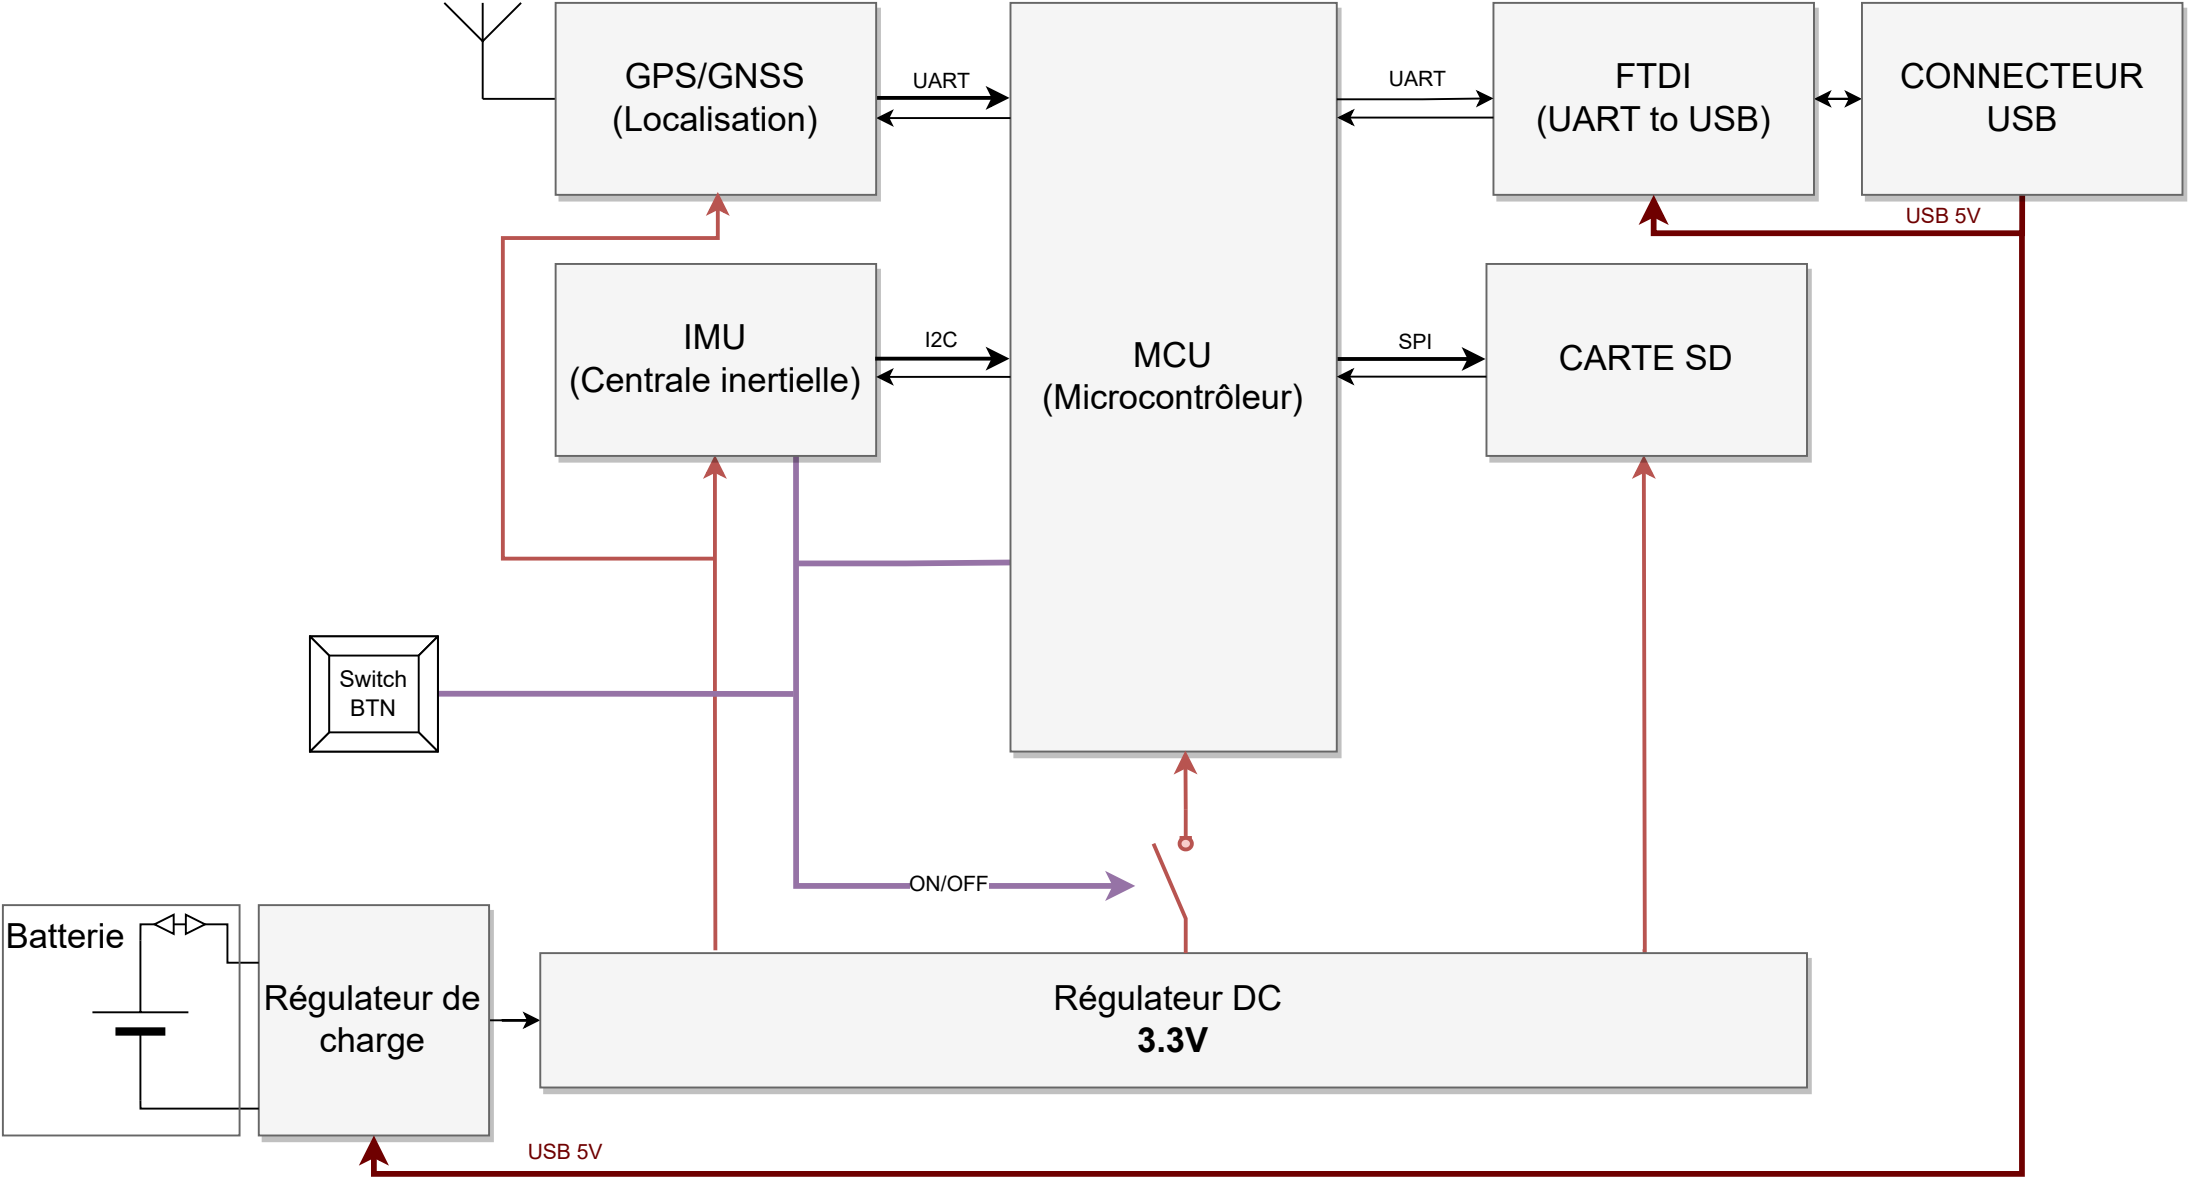 GPS/GNSS
(Localisation)
UART
MCU
(Microcontrôleur)
UART
FTDI
(UART to USB)
CONNECTEUR
USB
USB 5V
IMU
(Centrale inertielle)
I2C
SPI
CARTE SD
Switch
BTN
ON/OFF
Batterie
Régulateur de
charge
Régulateur DC
3.3V
USB 5V